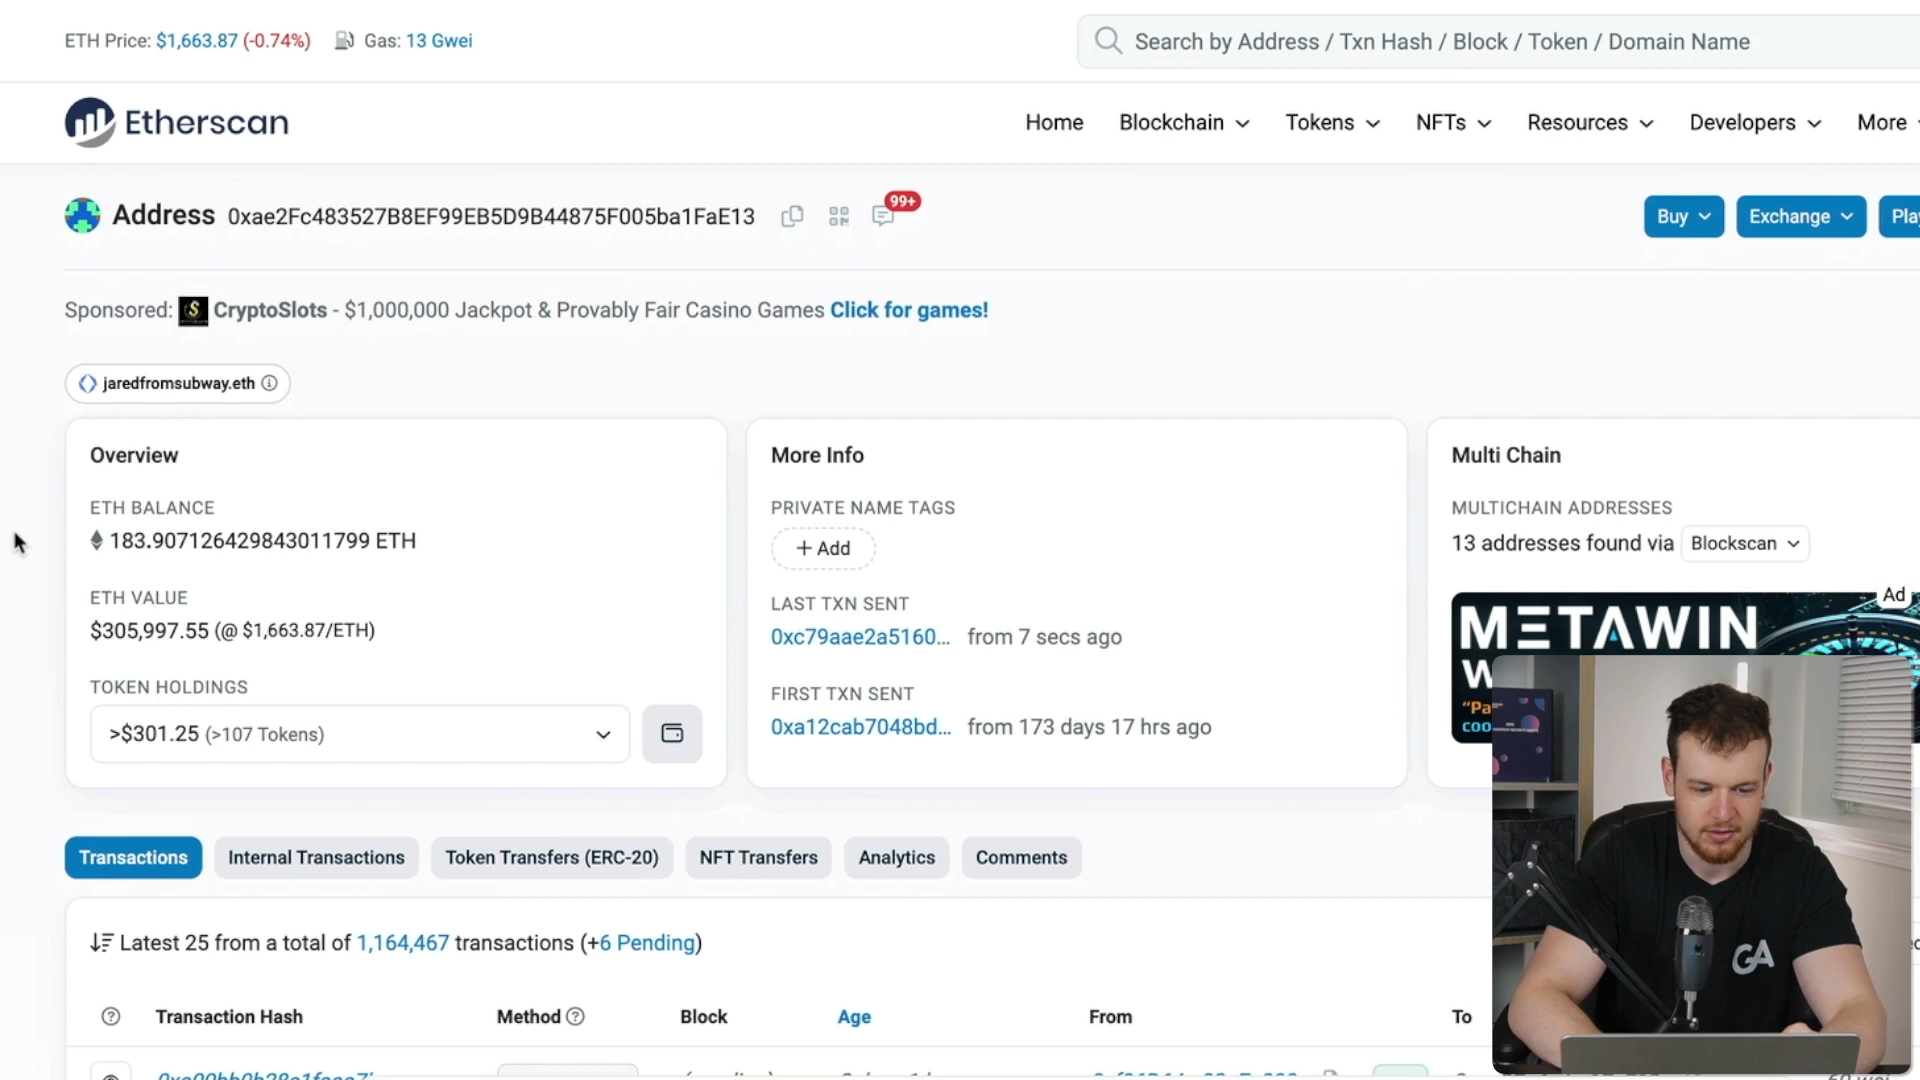 ETH Price: $1,663.87 (-0.74%) Gas: 13 Gwei
Search by Address / Txn Hash / Block / Token / Domain Name
Etherscan
Home Blockchain Tokens NFTs Resources Developers More
Address 0xae2Fc483527B8EF99EB5D9B44875F005ba1FaE13 99+
Buy Exchange Play
Sponsored: CryptoSlots - $1,000,000 Jackpot & Provably Fair Casino Games Click for games!
jaredfromsubway.eth
Overview
ETH BALANCE
183.907126429843011799 ETH
ETH VALUE
$305,997.55 (@ $1,663.87/ETH)
TOKEN HOLDINGS
>$301.25 (>107 Tokens)
More Info
PRIVATE NAME TAGS
+ Add
LAST TXN SENT
0xc79aae2a5160... from 7 secs ago
FIRST TXN SENT
0xa12cab7048bd... from 173 days 17 hrs ago
Multi Chain
MULTICHAIN ADDRESSES
13 addresses found via Blockscan
Ad
METAWIN
W
"Pa
coo
GA
Transactions Internal Transactions Token Transfers (ERC-20) NFT Transfers Analytics Comments
Latest 25 from a total of 1,164,467 transactions (+6 Pending)
Transaction Hash Method Block Age From To